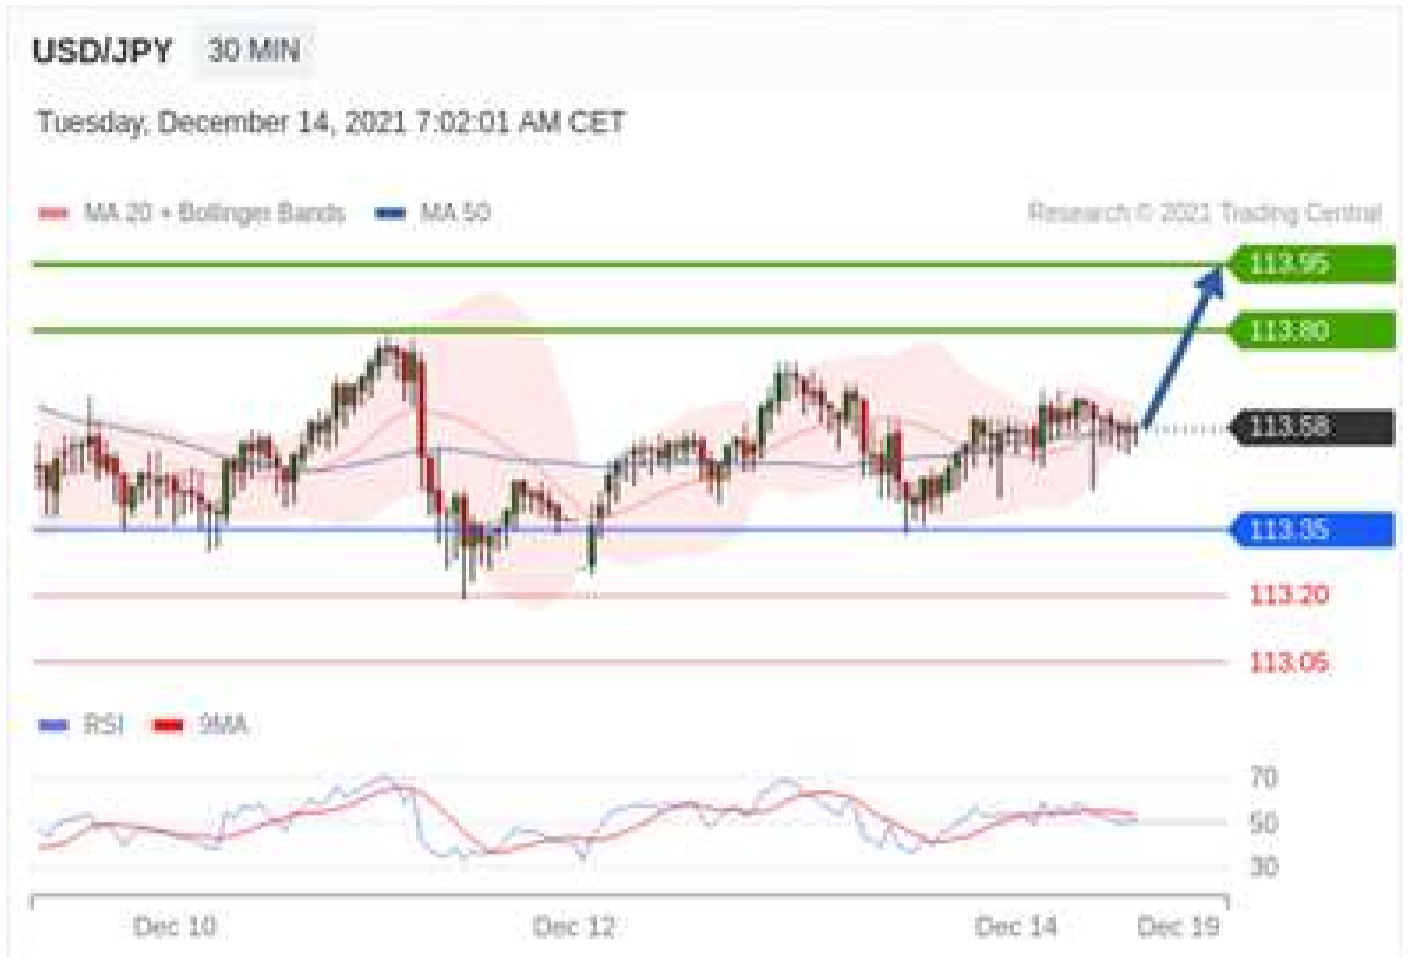 USD/JPY 30 MIN
Tuesday, December 14, 2021 7:02:01 AM CET
MA 20 + Bollinger Bands MA 50 Research © 2021 Trading Central
113.95
113.80
113.58
113.35
113.20
113.05
RSI 9MA
70
50
30
Dec 10 Dec 12 Dec 14 Dec 19